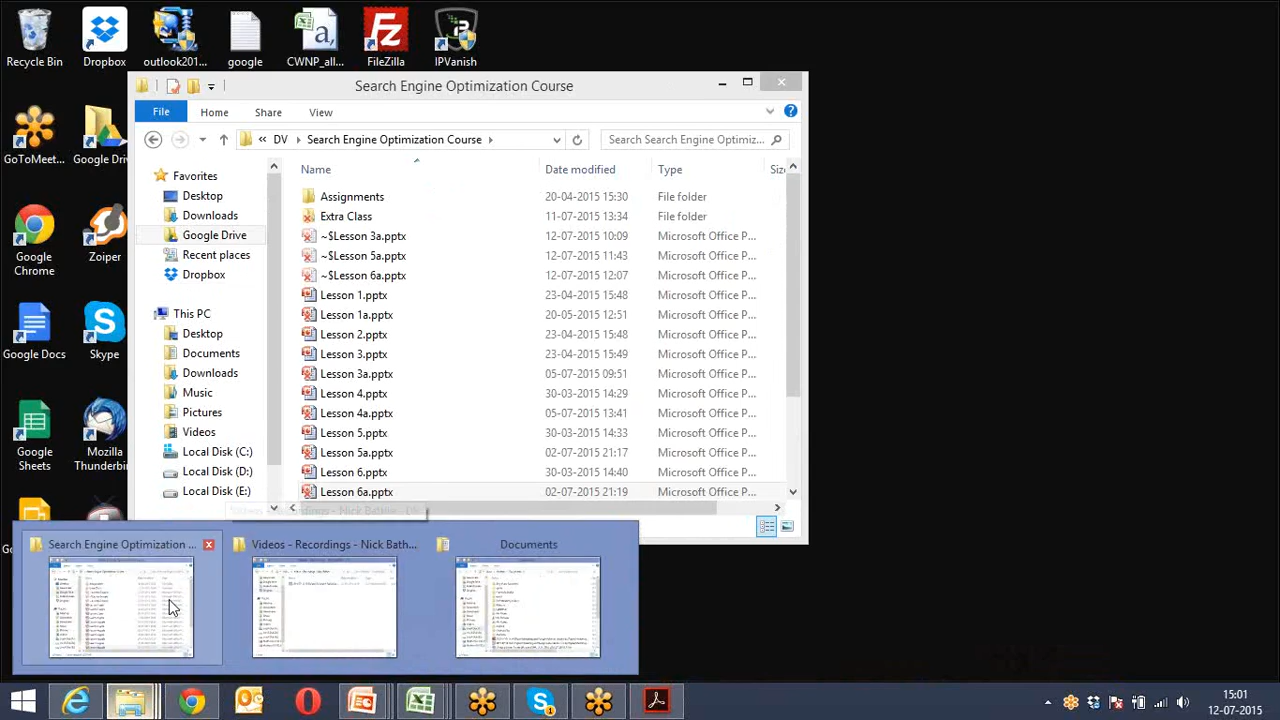 Recycle Bin
Dropbox
outlook201...
google
CWNP_all...
FileZilla
IPVanish
GoToMeet...
Google Driv
Google
Chrome
Zoiper
Google Docs
Skype
Google
Sheets
Mozilla
Thunderbir
Search Engine Optimization Course
File
Home
Share
View
DV
Search Engine Optimization Course
Search Search Engine Optimiz...
Favorites
Desktop
Downloads
Google Drive
Recent places
Dropbox
This PC
Desktop
Documents
Downloads
Music
Pictures
Videos
Local Disk (C:)
Local Disk (D:)
Local Disk (E:)
Name Date modified Type Siz
Assignments 20-04-2015 15:30 File folder
Extra Class 11-07-2015 13:34 File folder
~$Lesson 3a.pptx 12-07-2015 10:09 Microsoft Office P...
~$Lesson 5a.pptx 12-07-2015 11:43 Microsoft Office P...
~$Lesson 6a.pptx 12-07-2015 12:07 Microsoft Office P...
Lesson 1.pptx 23-04-2015 15:48 Microsoft Office P...
Lesson 1a.pptx 20-05-2015 12:51 Microsoft Office P...
Lesson 2.pptx 23-04-2015 15:48 Microsoft Office P...
Lesson 3.pptx 23-04-2015 15:49 Microsoft Office P...
Lesson 3a.pptx 05-07-2015 09:51 Microsoft Office P...
Lesson 4.pptx 30-03-2015 14:29 Microsoft Office P...
Lesson 4a.pptx 05-07-2015 13:41 Microsoft Office P...
Lesson 5.pptx 30-03-2015 14:33 Microsoft Office P...
Lesson 5a.pptx 02-07-2015 21:17 Microsoft Office P...
Lesson 6.pptx 30-03-2015 14:40 Microsoft Office P...
Lesson 6a.pptx 02-07-2015 21:19 Microsoft Office P...
Search Engine Optimization ...
Videos - Recordings - Nick Bath...
Documents
15:01
12-07-2015